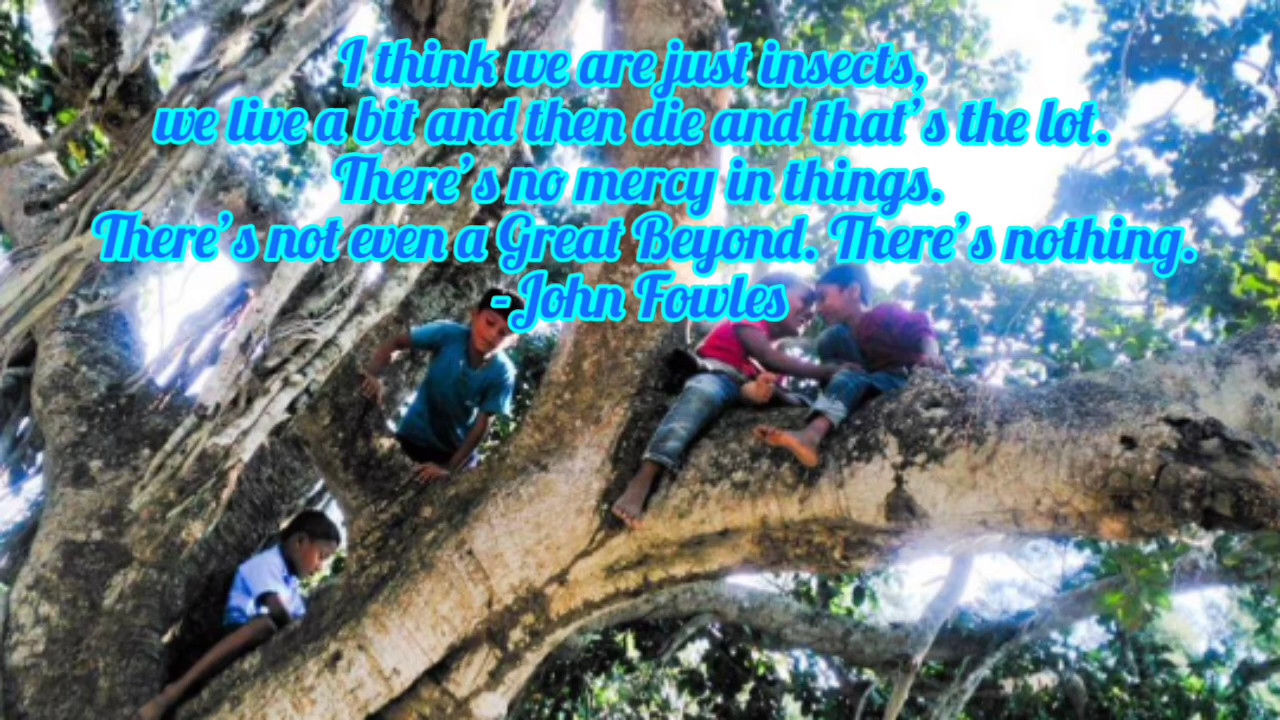 I think we are just insects,
we live a bit and then die and that's the lot.
There's no mercy in things.
There's not even a Great Beyond. There's nothing.
- John Fowles